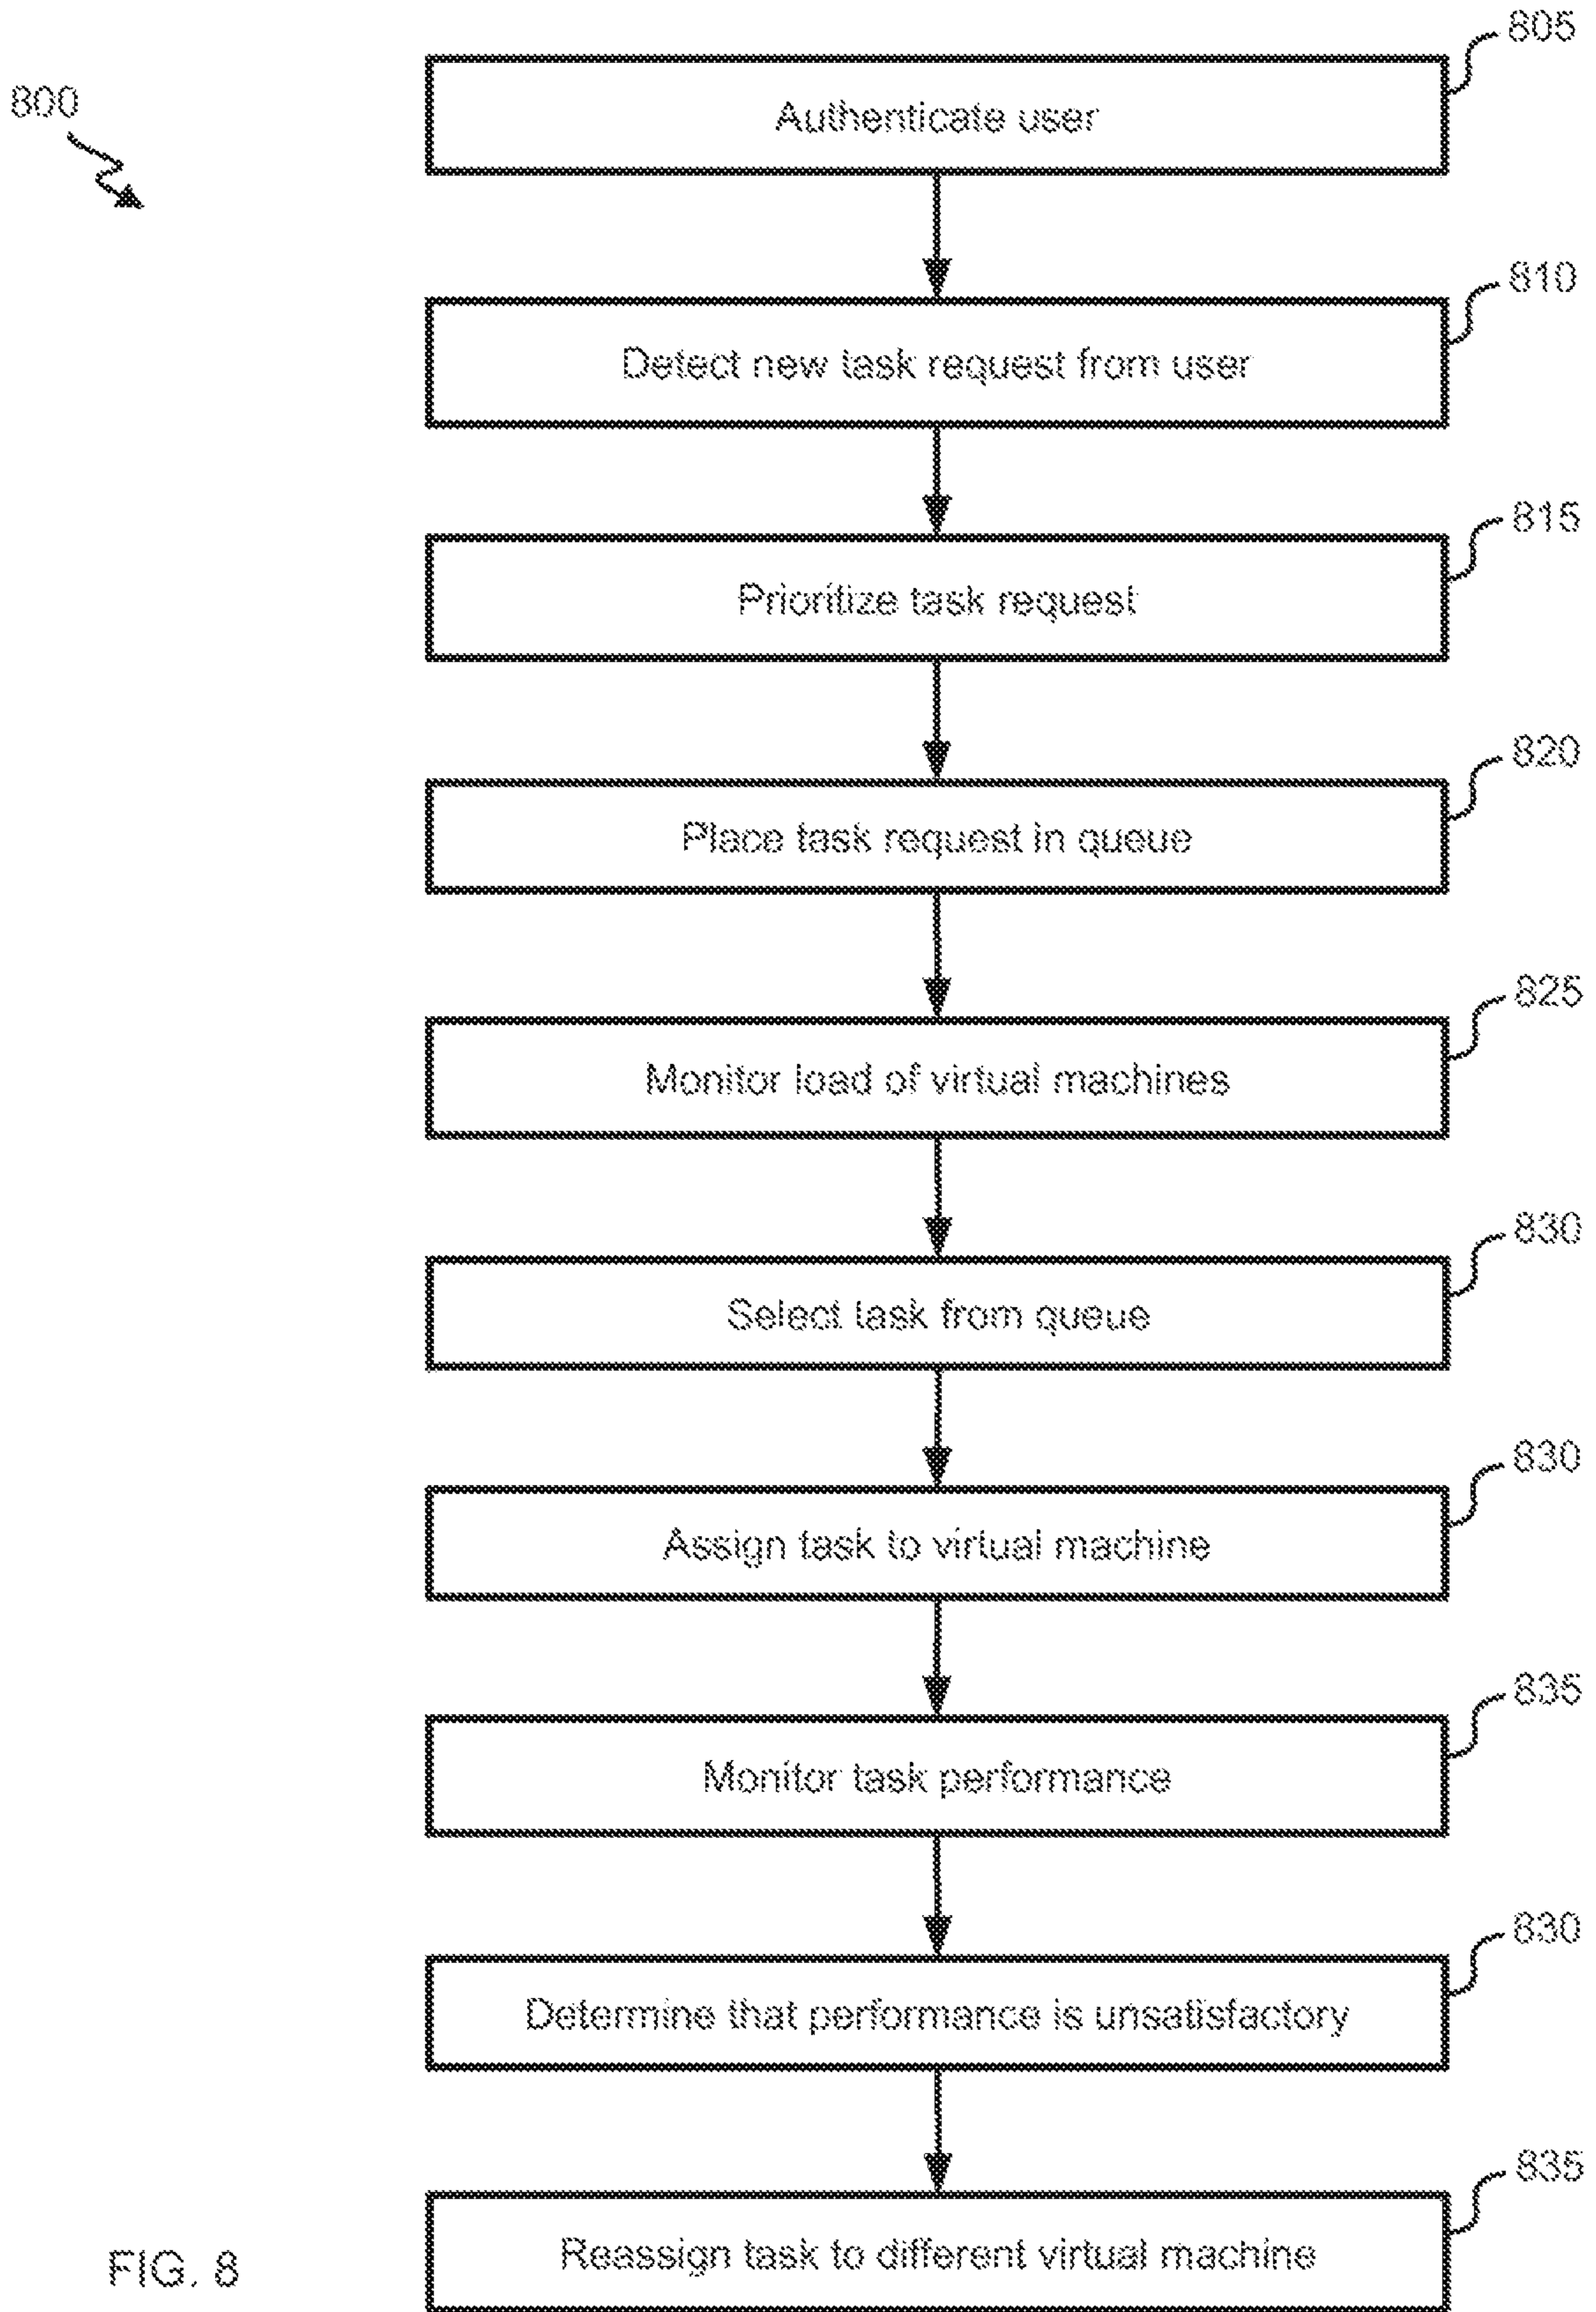 805
800
Authenticate user
810
Detect new task request from user
815
Prioritize task request
820
Place task request in queue
825
Monitor load of virtual machines
830
Select task from queue
830
Assign task to virtual machine
835
Monitor task performance
830
Determine that performance is unsatisfactory
835
Reassign task to different virtual machine
FIG. 8